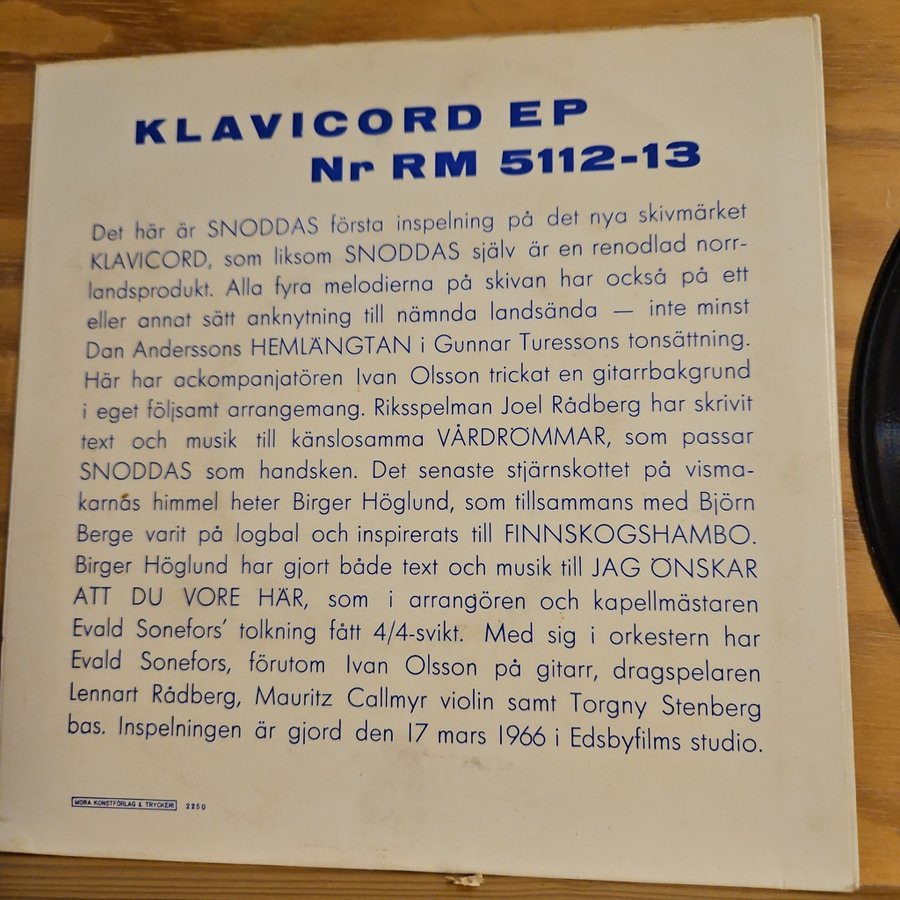 KLAVICORD EP
Nr RM 5112-13
Det här är SNODDAS första inspelning på det nya skivmärket
KLAVICORD, som liksom SNODDAS själv är en renodlad norr-
landsprodukt. Alla fyra melodierna på skivan har också på ett
eller annat sätt anknytning till nämnda landsända — inte minst
Dan Anderssons HEMLÄNGTAN i Gunnar Turessons tonsättning.
Här har ackompanjatören Ivan Olsson trickat en gitarrbakgrund
i eget följsamt arrangemang. Riksspelman Joel Rådberg har skrivit
text och musik till känslosamma VÅRDRÖMMAR, som passar
SNODDAS som handsken. Det senaste stjärnskottet på visma-
karnas himmel heter Birger Höglund, som tillsammans med Björn
Berge varit på logbal och inspirerats till FINNSKOGSHAMBO.
Birger Höglund har gjort både text och musik till JAG ÖNSKAR
ATT DU VORE HÄR, som i arrangören och kapellmästaren
Evald Sonefors' tolkning fått 4/4-svikt. Med sig i orkestern har
Evald Sonefors, förutom Ivan Olsson på gitarr, dragspelaren
Lennart Rådberg, Mauritz Callmyr violin samt Torgny Stenberg
bas. Inspelningen är gjord den 17 mars 1966 i Edsbyfilms studio.
MORA KONSTFÖRLAG & TRYCKERI 2250